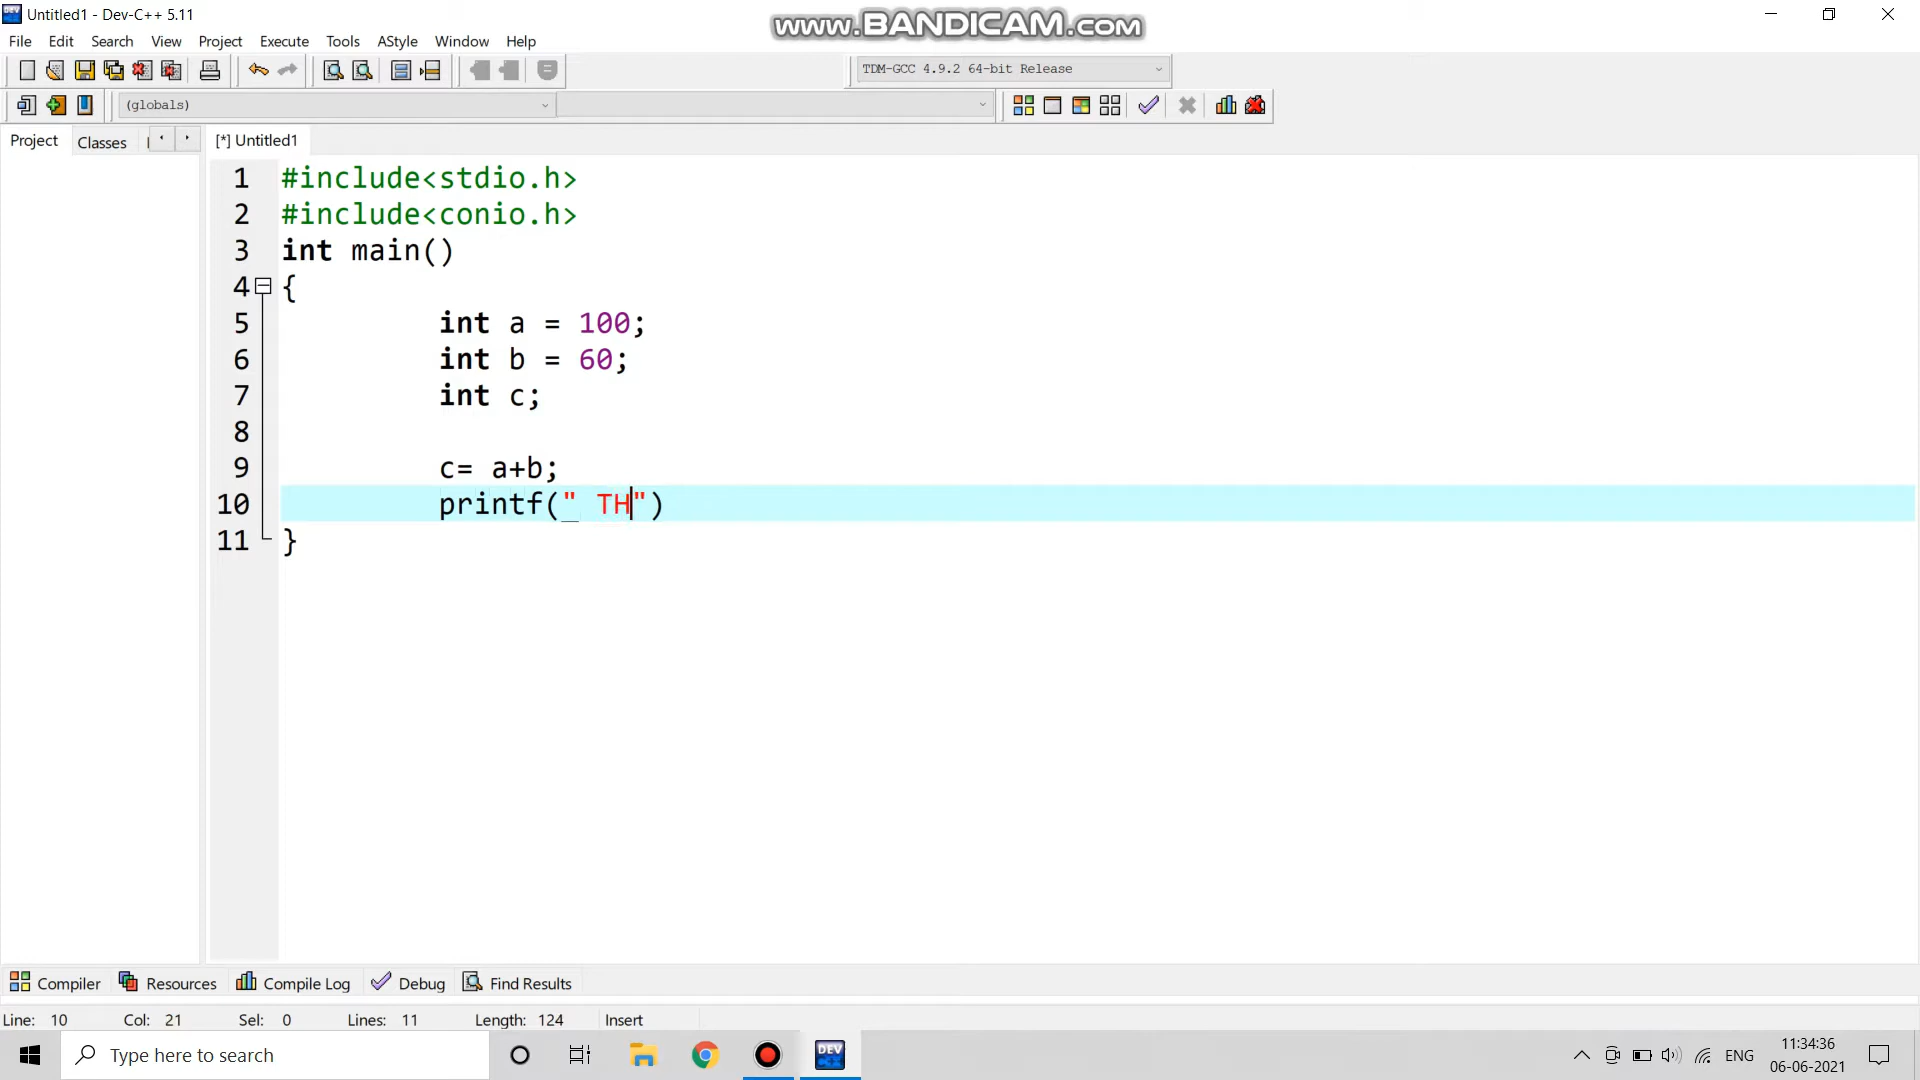 Untitled1 - Dev-C++ 5.11
www.BANDICAM.com
File Edit Search View Project Execute Tools AStyle Window Help
TDM-GCC 4.9.2 64-bit Release
(globals)
Project Classes
[*] Untitled1
1 #include<stdio.h>
2 #include<conio.h>
3 int main()
4 {
5 int a = 100;
6 int b = 60;
7 int c;
8
9 c= a+b;
10 printf("_ TH")
11 }
Compiler Resources Compile Log Debug Find Results
Line: 10 Col: 21 Sel: 0 Lines: 11 Length: 124 Insert
Type here to search
DEV
ENG
11:34:36
06-06-2021